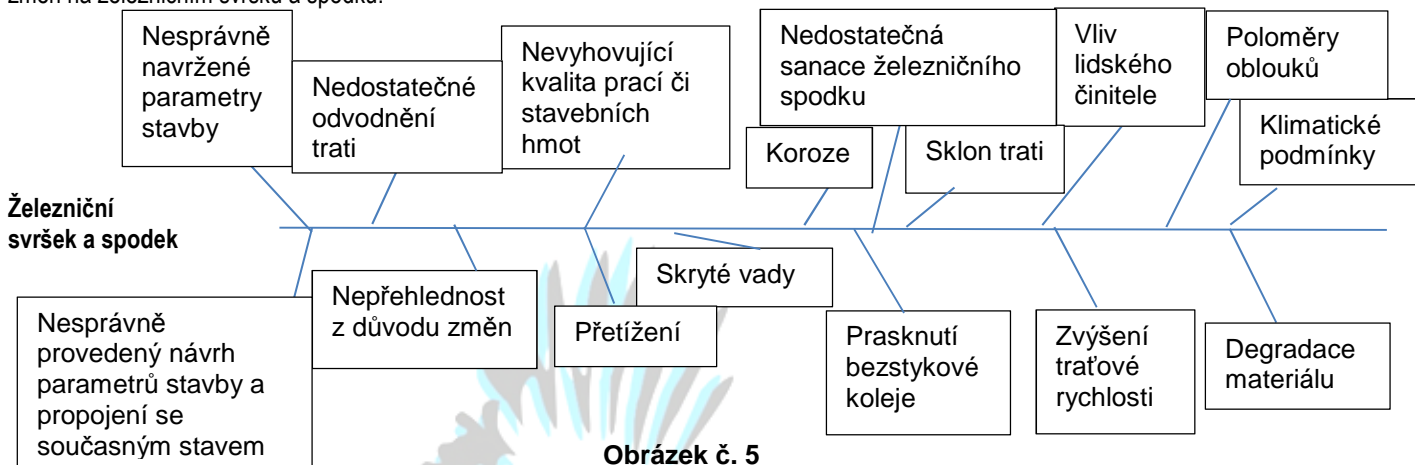 změn na železničním svršku a spodku.
Nesprávně
navržené
parametry
stavby
Nedostatečné
odvodnění
trati
Nevyhovující
kvalita prací či
stavebních
hmot
Koroze
Nedostatečná
sanace železničního
spodku
Sklon trati
Vliv
lidského
činitele
Poloměry
oblouků
Klimatické
podmínky
Železniční
svršek a spodek
Nesprávně
provedený návrh
parametrů stavby a
propojení se
současným stavem
Nepřehlednost
z důvodu změn
Přetížení
Skryté vady
Prasknutí
bezstykové
koleje
Zvýšení
traťové
rychlosti
Degradace
materiálu
Obrázek č. 5